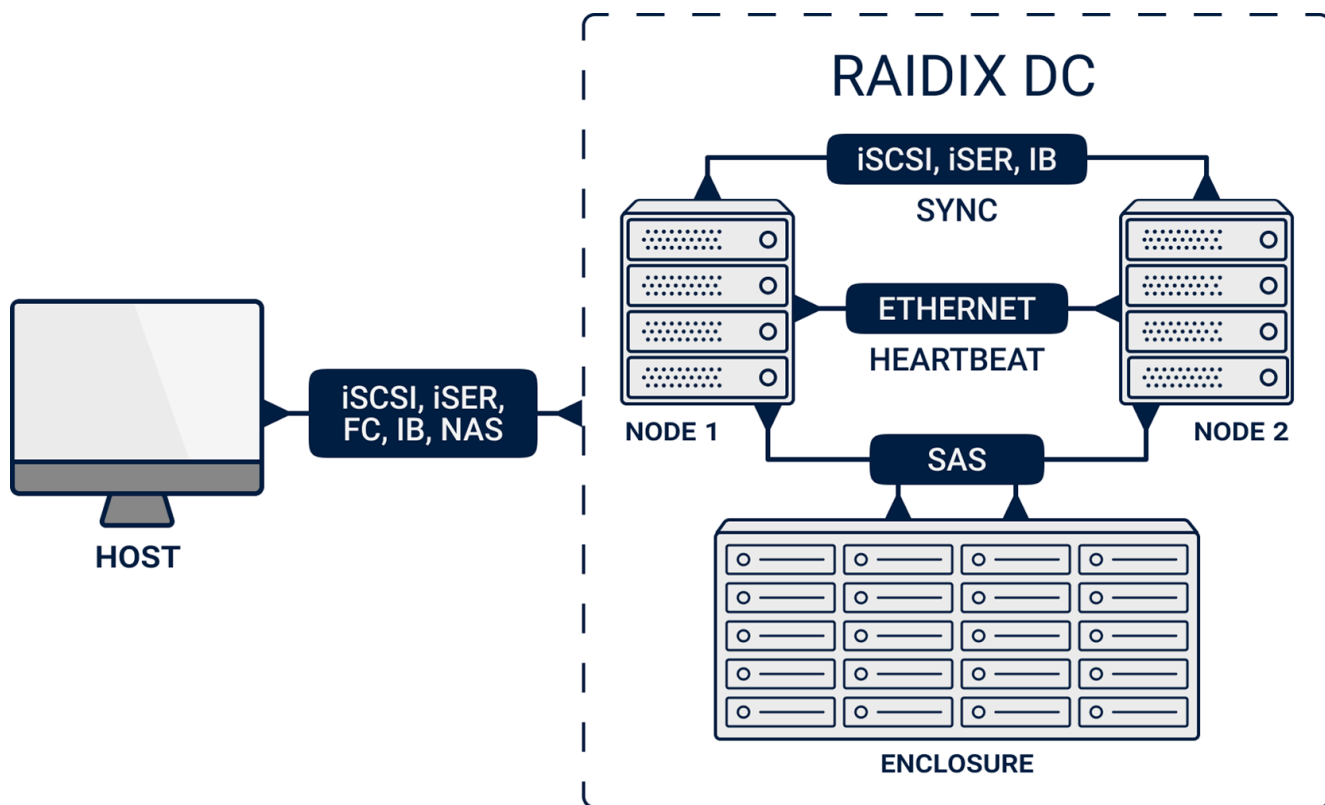 RAIDIX DC
iSCSI, iSER, IB
SYNC
ETHERNET
HEARTBEAT
iSCSI, iSER,
FC, IB, NAS
NODE 1
NODE 2
SAS
HOST
ENCLOSURE